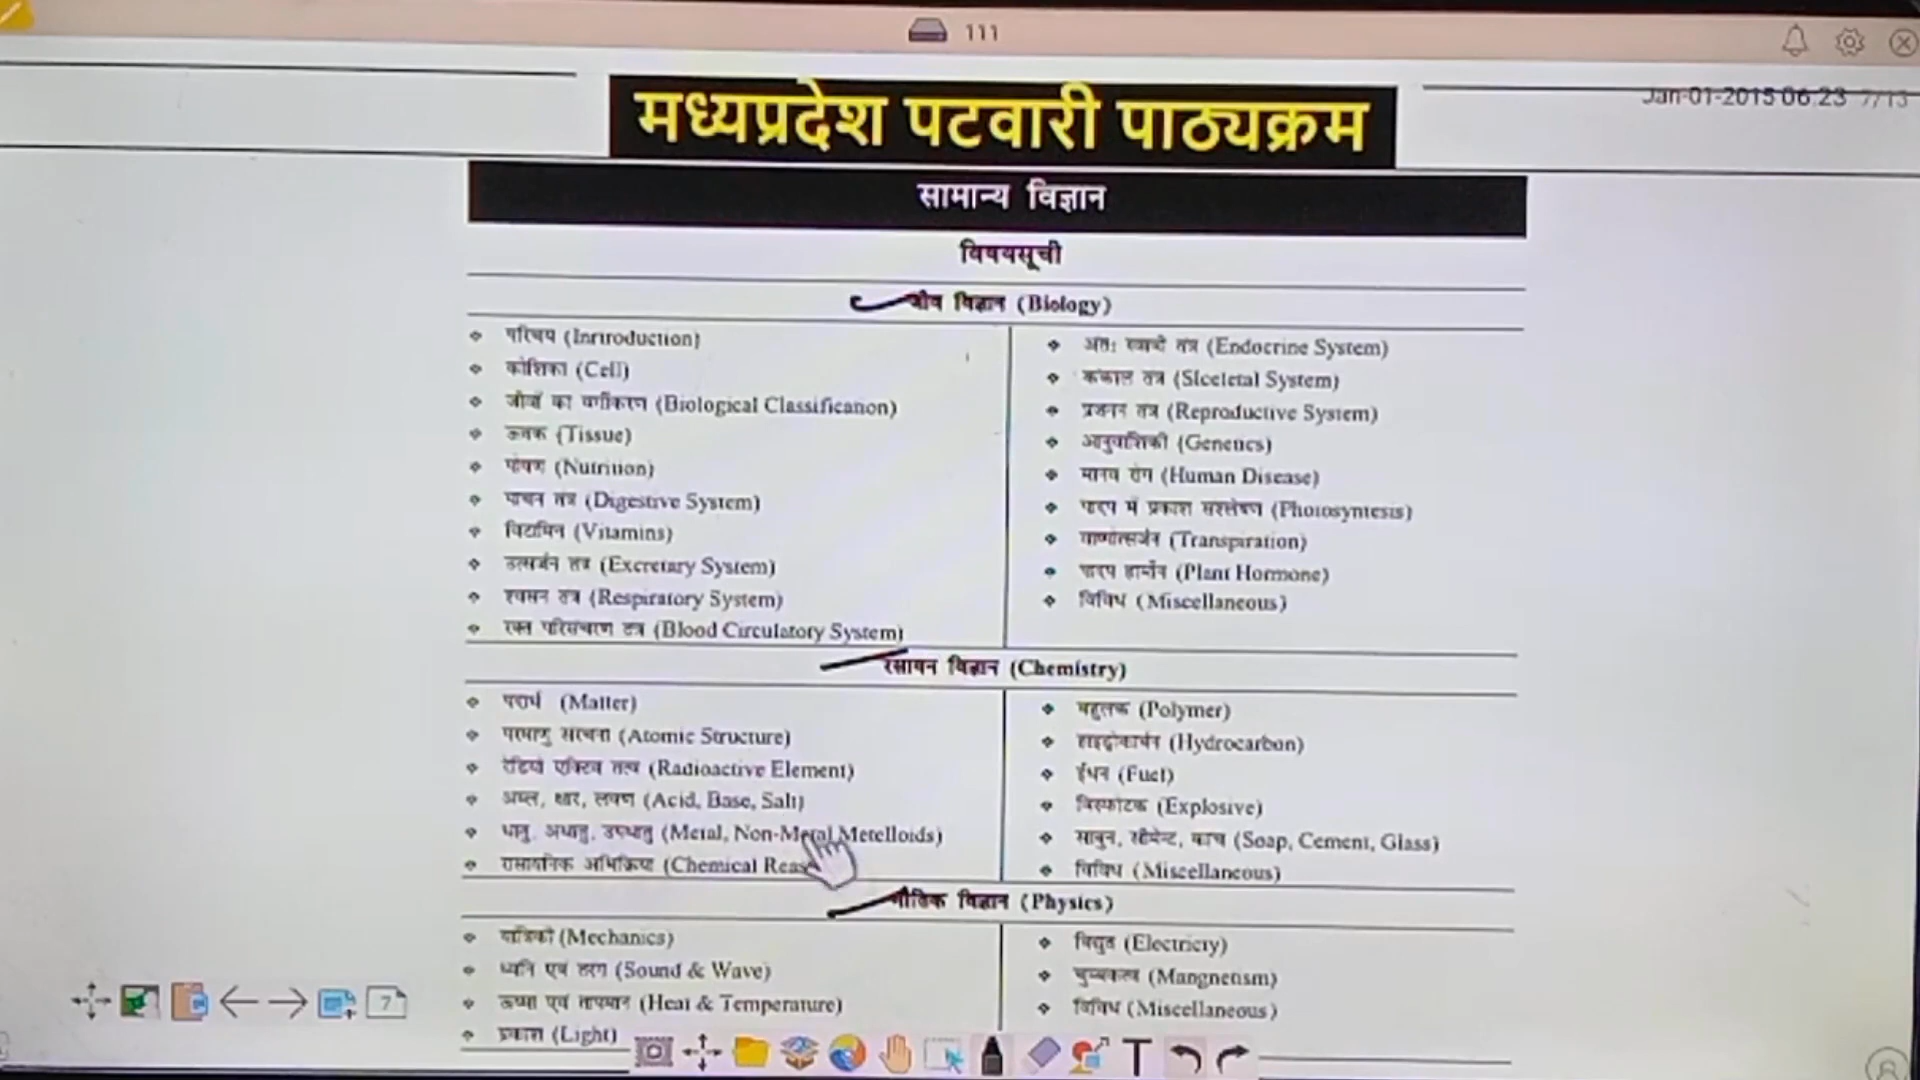 111
Jan-01-2015 06:23 7/13
मध्यप्रदेश पटवारी पाठ्यक्रम
सामान्य विज्ञान
विषयसूची
जीव विज्ञान (Biology)
परिचय (Inriroduction)
कोशिका (Cell)
जीवों का वर्गीकरण (Biological Classification)
ऊतक (Tissue)
पोषण (Nutrition)
पाचन तंत्र (Digestive System)
विटामिन (Vitamins)
उत्सर्जन तंत्र (Excretary System)
श्वसन तंत्र (Respiratory System)
रक्त परिसंचरण तंत्र (Blood Circulatory System)
अंतः स्त्रावी तंत्र (Endocrine System)
कंकाल तंत्र (Slceletal System)
प्रजनन तंत्र (Reproductive System)
आनुवांशिकी (Genetics)
मानव रोग (Human Disease)
पादप में प्रकाश संश्लेषण (Photosyntesis)
वाष्पोत्सर्जन (Transpiration)
पादप हार्मोन (Plant Hormone)
विविध (Miscellaneous)
रसायन विज्ञान (Chemistry)
पदार्थ (Matter)
परमाणु संरचना (Atomic Structure)
रेडियो एक्टिव तत्व (Radioactive Element)
अम्ल, क्षार, लवण (Acid, Base, Salt)
धातु, अधातु, उपधातु (Metal, Non-Metal Metelloids)
रासायनिक अभिक्रिया (Chemical Reas
बहुलक (Polymer)
हाइड्रोकार्बन (Hydrocarbon)
ईंधन (Fuel)
विस्फोटक (Explosive)
साबुन, सीमेन्ट, कांच (Soap, Cement, Glass)
विविध (Miscellaneous)
भौतिक विज्ञान (Physics)
यांत्रिकी (Mechanics)
ध्वनि एवं तरंग (Sound & Wave)
ऊष्मा एवं तापमान (Heat & Temperature)
प्रकाश (Light)
विद्युत (Electricity)
चुम्बकत्व (Mangnetism)
विविध (Miscellaneous)
7
T